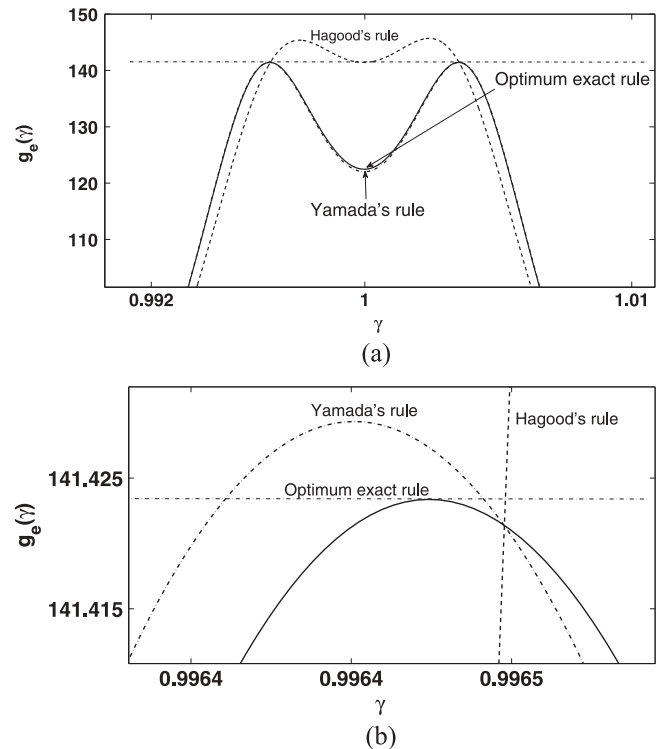 150
140
130
120
110
g_e(γ)
Hagood's rule
Optimum exact rule
Yamada's rule
0.992
1
1.01
γ
(a)
141.425
141.415
g_e(γ)
Yamada's rule
Hagood's rule
Optimum exact rule
0.9964
0.9964
0.9965
γ
(b)